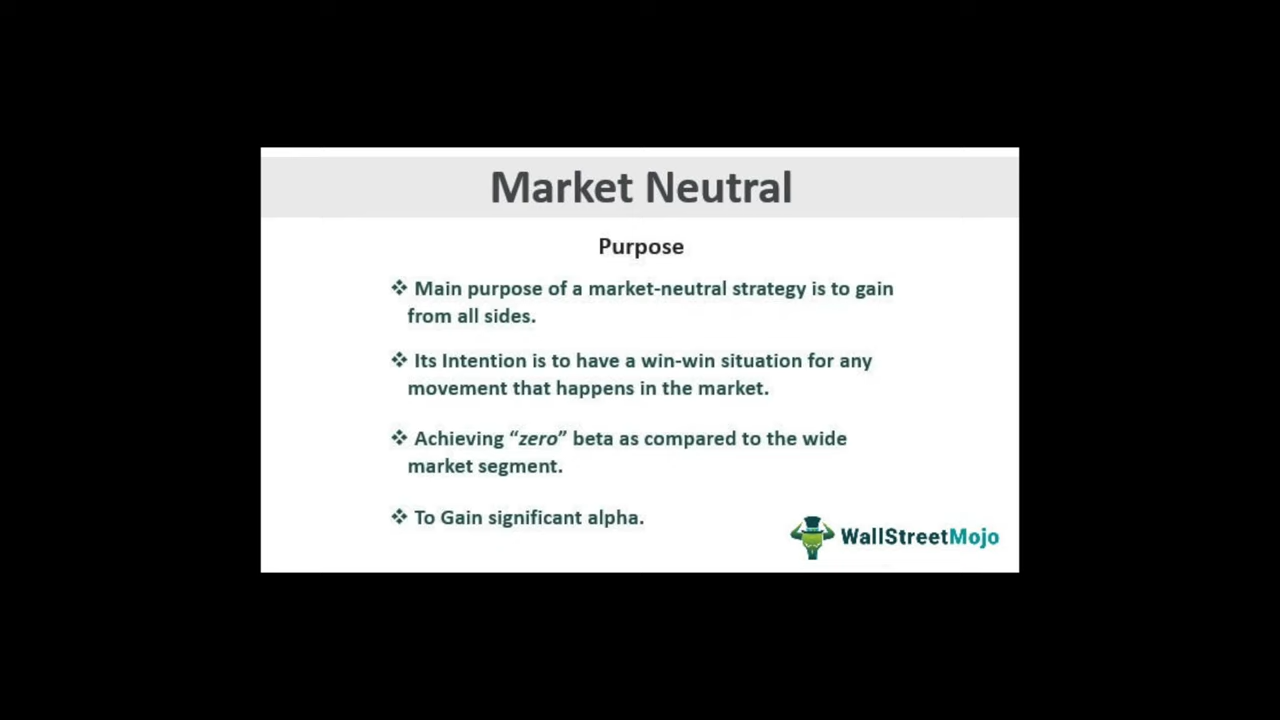 Market Neutral
Purpose
❖ Main purpose of a market-neutral strategy is to gain
from all sides.
❖ Its Intention is to have a win-win situation for any
movement that happens in the market.
❖ Achieving “zero” beta as compared to the wide
market segment.
❖ To Gain significant alpha.
WallStreetMojo